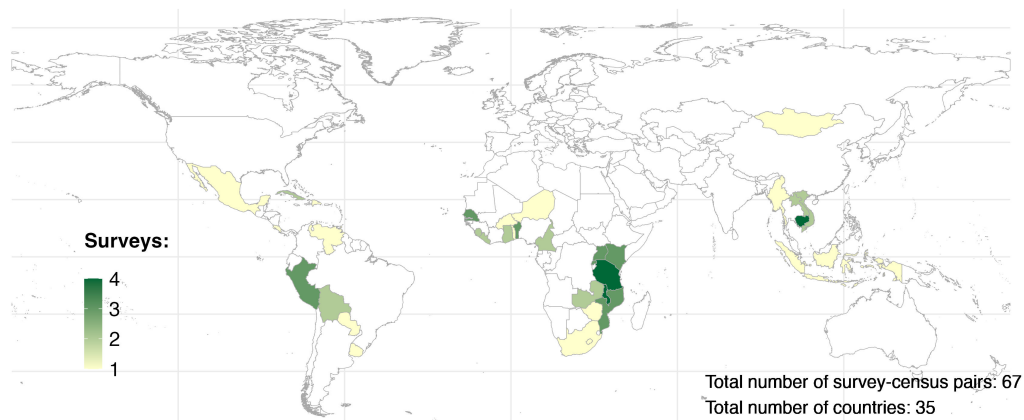 Surveys:
4
3
2
1
Total number of survey-census pairs: 67
Total number of countries: 35